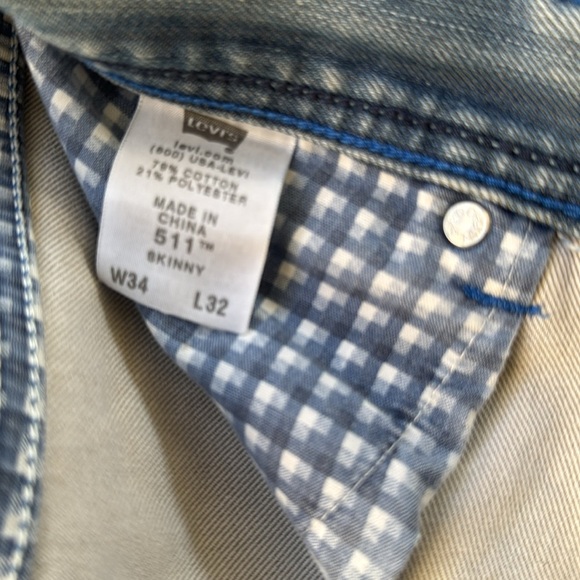 Levi's
levi.com
(800) USA-LEVI
79% COTTON
21% POLYESTER
MADE IN
CHINA
511™
SKINNY
W34 L32